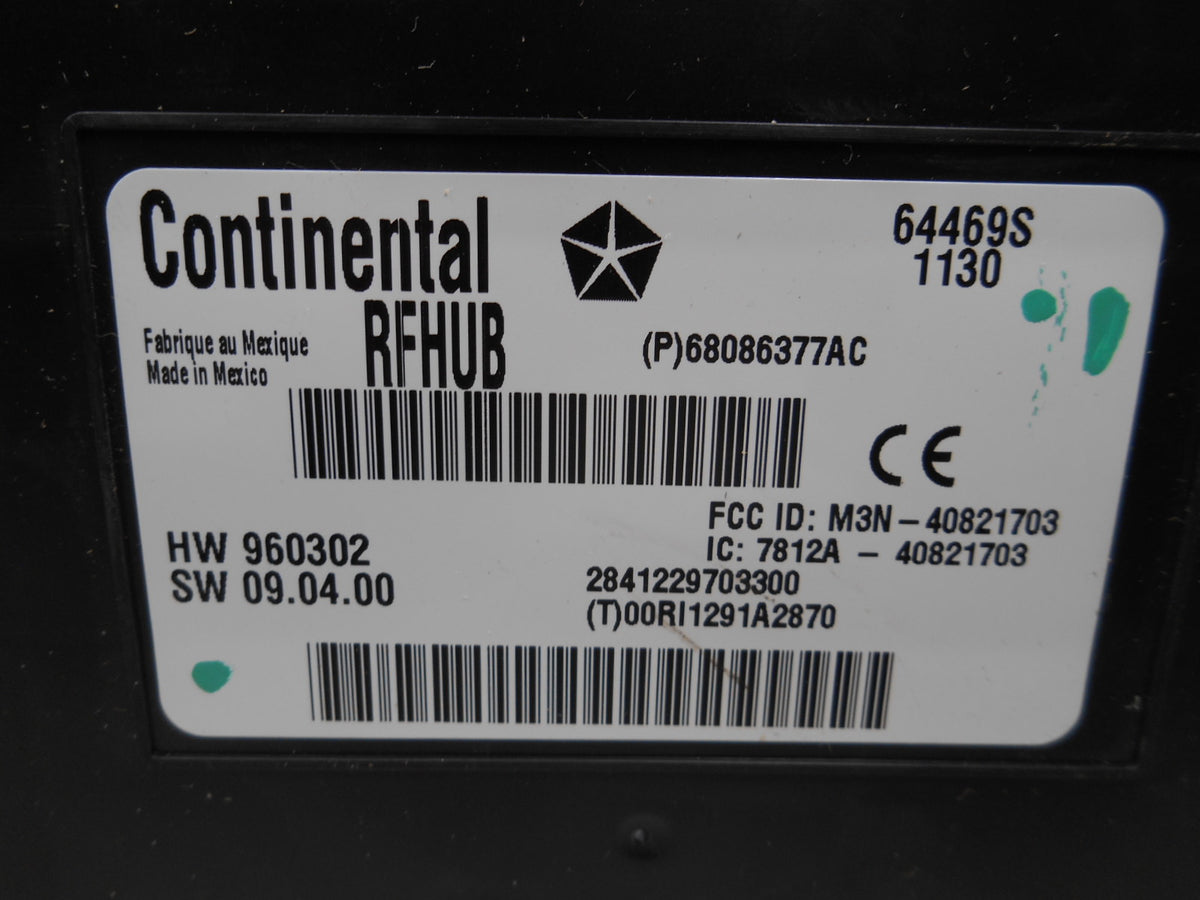 Continental
64469S
1130
RFHUB
Fabrique au Mexique
Made in Mexico
(P)68086377AC
CE
FCC ID: M3N-40821703
IC: 7812A - 40821703
HW 960302
SW 09.04.00
2841229703300
(T)00RI1291A2870